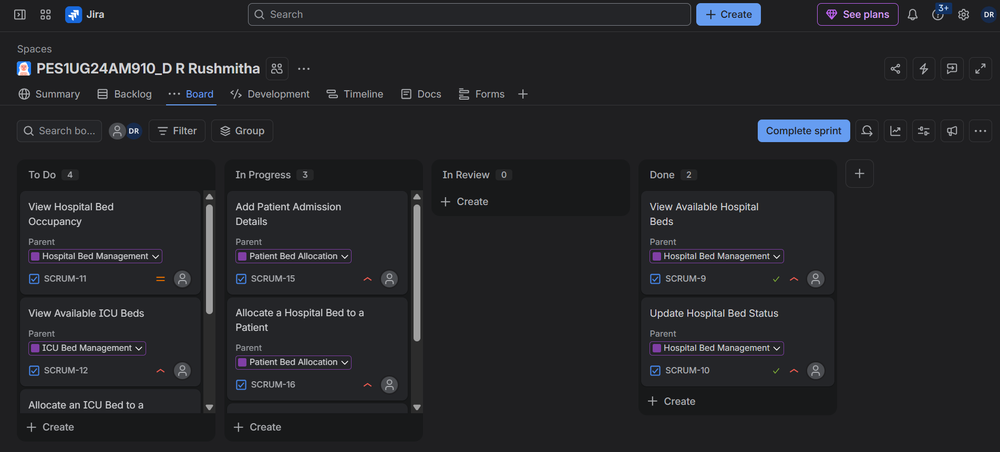 Jira
Search
Create
See plans
3+
DR
Spaces
PES1UG24AM910_D R Rushmitha
Summary
Backlog
Board
Development
Timeline
Docs
Forms
Search bo...
DR
Filter
Group
Complete sprint
To Do 4
View Hospital Bed
Occupancy
Parent
Hospital Bed Management
SCRUM-11
View Available ICU Beds
Parent
ICU Bed Management
SCRUM-12
Allocate an ICU Bed to a
Create
In Progress 3
Add Patient Admission
Details
Parent
Patient Bed Allocation
SCRUM-15
Allocate a Hospital Bed to a
Patient
Parent
Patient Bed Allocation
SCRUM-16
Create
In Review 0
Create
Done 2
View Available Hospital
Beds
Parent
Hospital Bed Management
SCRUM-9
Update Hospital Bed Status
Parent
Hospital Bed Management
SCRUM-10
Create